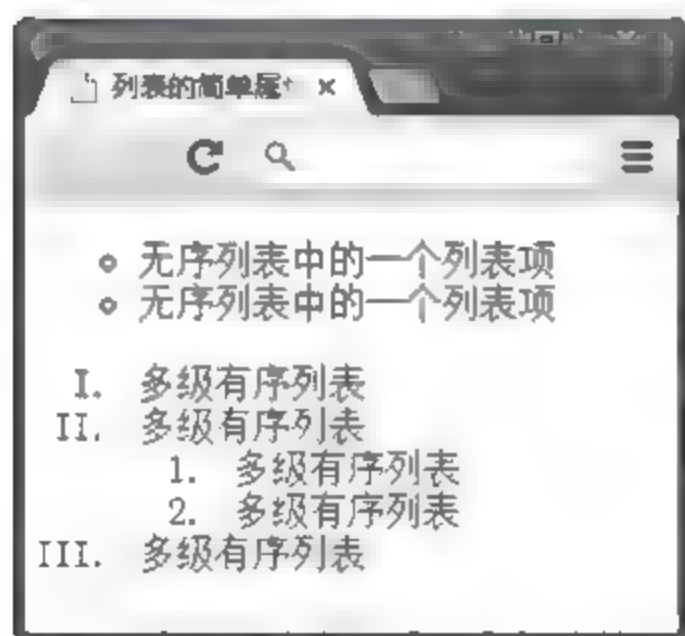 列表的简单属
无序列表中的一个列表项
无序列表中的一个列表项
I. 多级有序列表
II. 多级有序列表
1. 多级有序列表
2. 多级有序列表
III. 多级有序列表